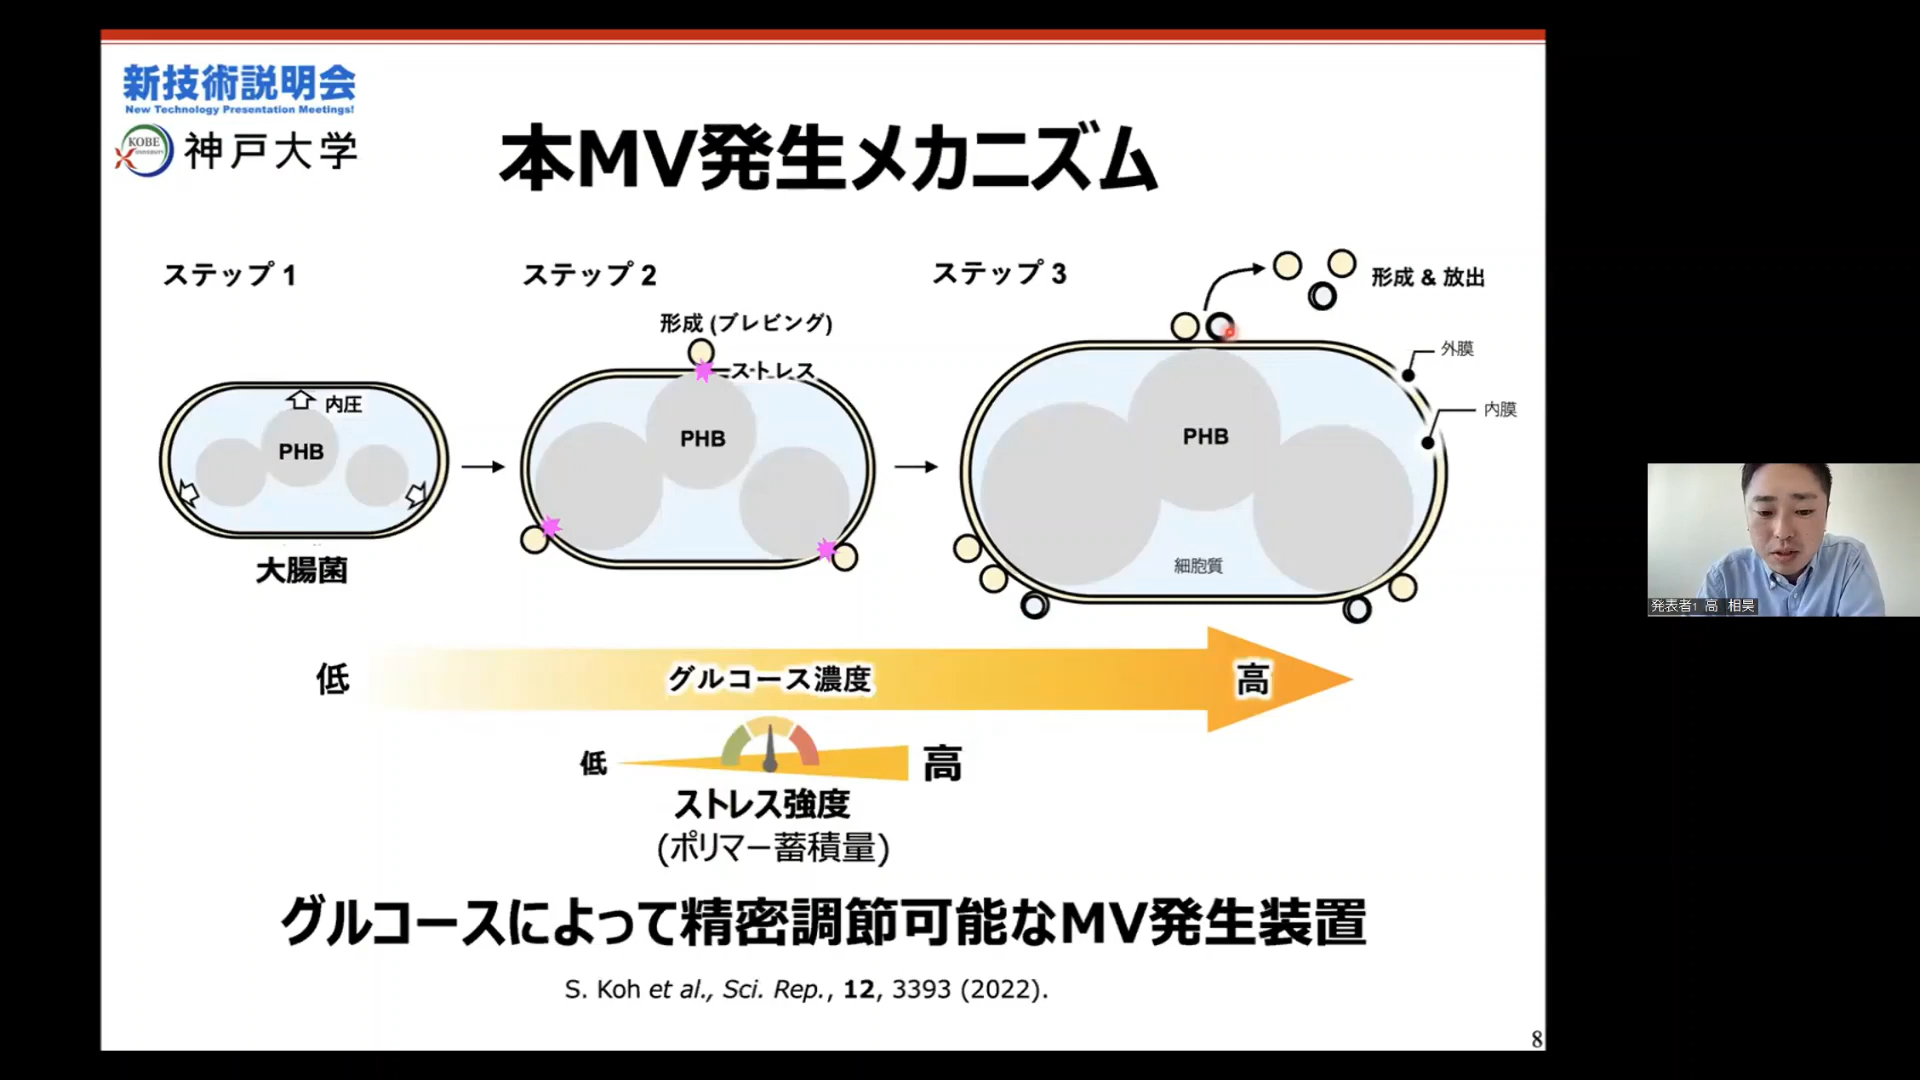 新技術説明会
New Technology Presentation Meetings!
KOBE
神戸大学
本MV発生メカニズム
ステップ 1
ステップ 2
ステップ 3
形成 & 放出
形成 (ブレビング)
ストレス
外膜
内圧
内膜
PHB
PHB
PHB
細胞質
大腸菌
低
グルコース濃度
高
低
高
ストレス強度
(ポリマー蓄積量)
グルコースによって精密調節可能なMV発生装置
S. Koh et al., Sci. Rep., 12, 3393 (2022).
8
発表者1 高 相昊